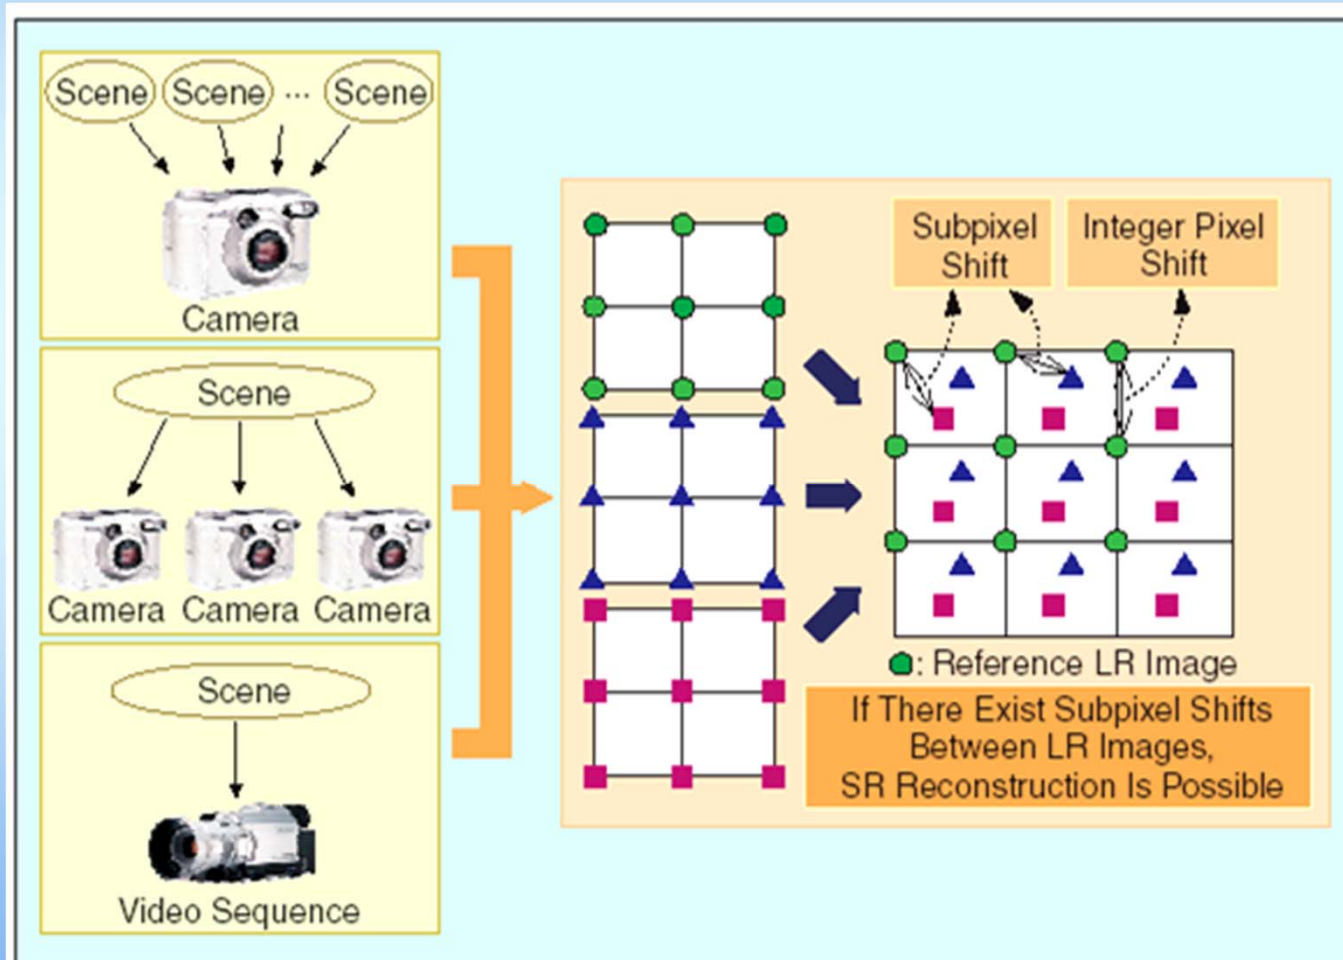 Scene Scene ... Scene
Camera
Scene
Camera Camera Camera
Scene
Video Sequence
Subpixel
Shift
Integer Pixel
Shift
: Reference LR Image
If There Exist Subpixel Shifts
Between LR Images,
SR Reconstruction Is Possible